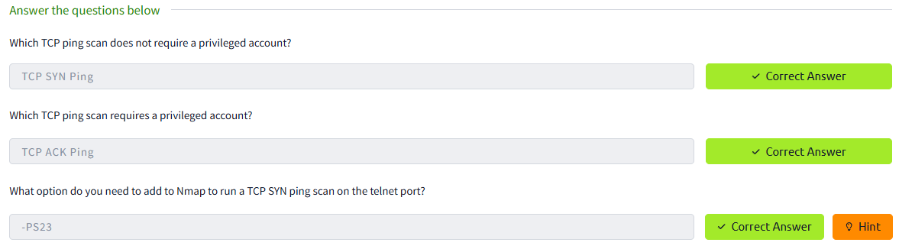 Answer the questions below
Which TCP ping scan does not require a privileged account?
TCP SYN Ping
Correct Answer
Which TCP ping scan requires a privileged account?
TCP ACK Ping
Correct Answer
What option do you need to add to Nmap to run a TCP SYN ping scan on the telnet port?
-PS23
Correct Answer
Hint